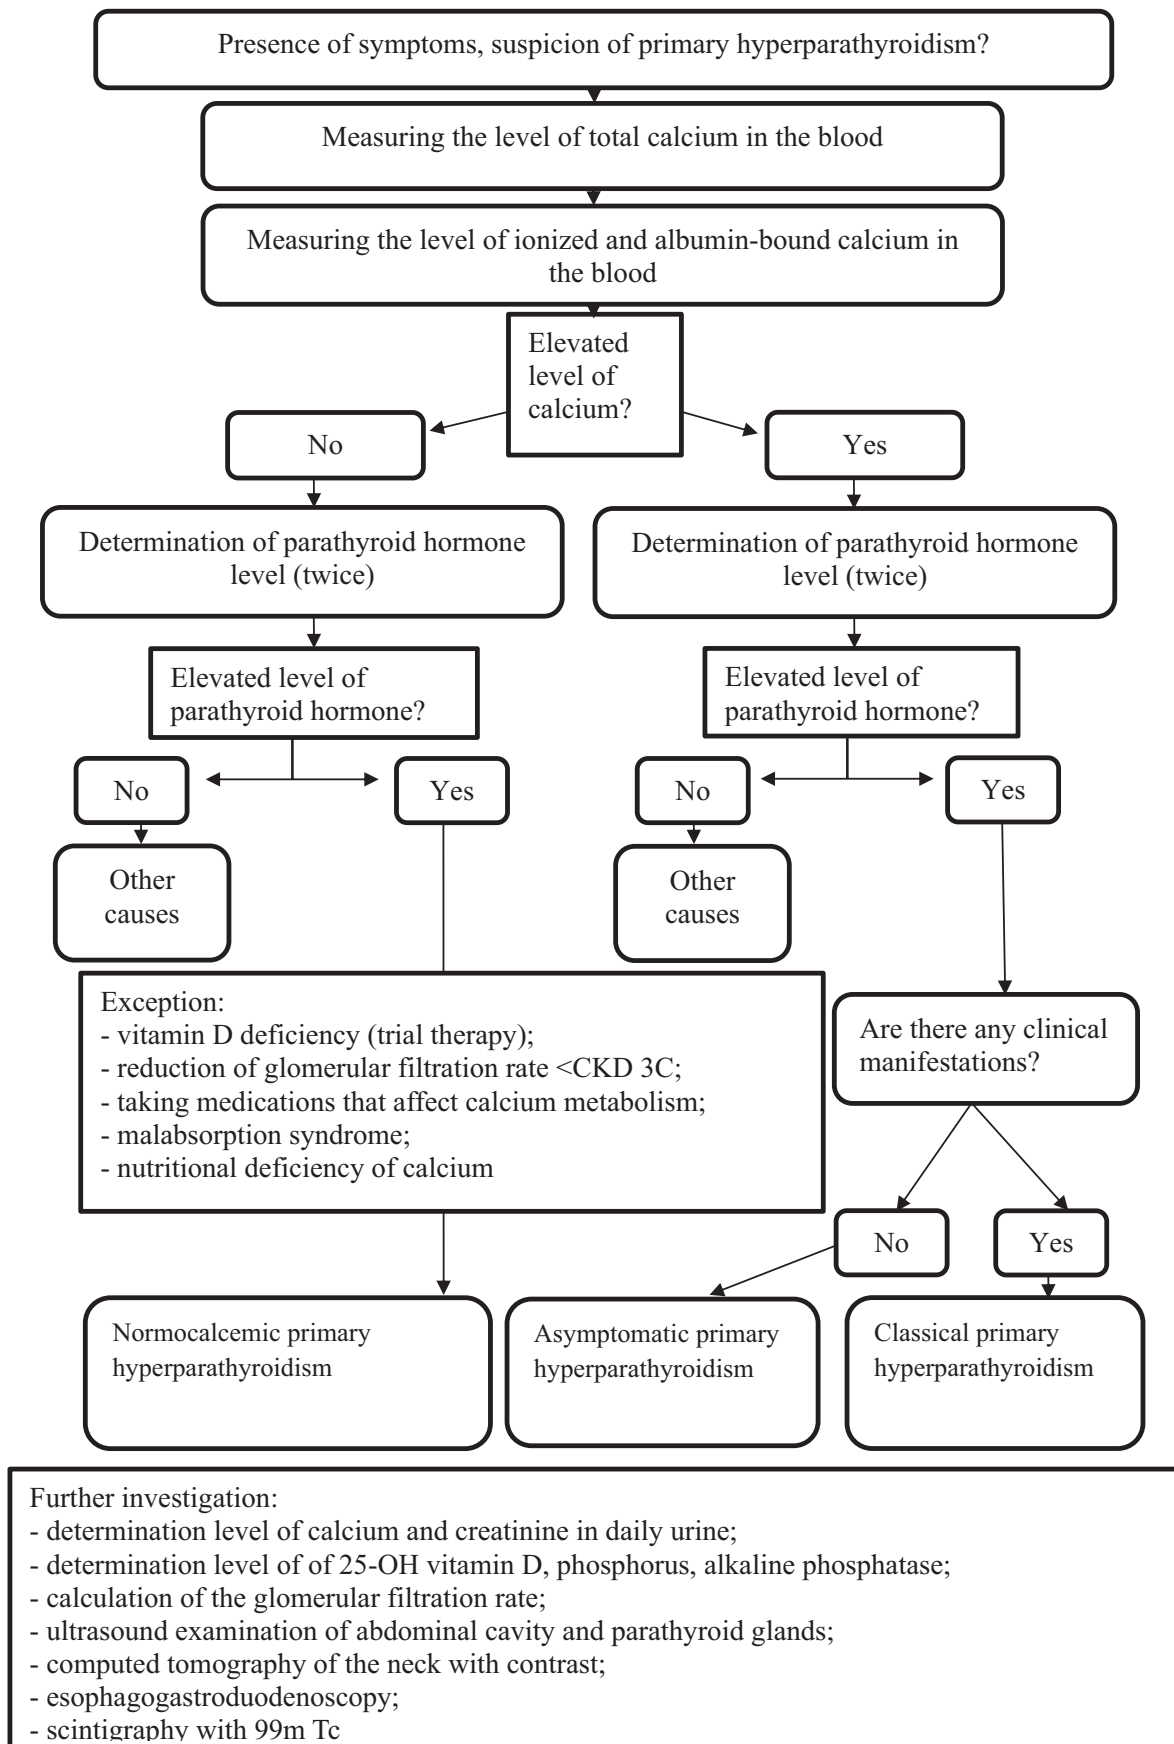 Presence of symptoms, suspicion of primary hyperparathyroidism?
Measuring the level of total calcium in the blood
Measuring the level of ionized and albumin-bound calcium in
the blood
Elevated
level of
calcium?
No
Yes
Determination of parathyroid hormone
level (twice)
Determination of parathyroid hormone
level (twice)
Elevated level of
parathyroid hormone?
Elevated level of
parathyroid hormone?
No
Yes
No
Yes
Other
causes
Other
causes
Exception:
- vitamin D deficiency (trial therapy);
- reduction of glomerular filtration rate <CKD 3C;
- taking medications that affect calcium metabolism;
- malabsorption syndrome;
- nutritional deficiency of calcium
Are there any clinical
manifestations?
No
Yes
Normocalcemic primary
hyperparathyroidism
Asymptomatic primary
hyperparathyroidism
Classical primary
hyperparathyroidism
Further investigation:
- determination level of calcium and creatinine in daily urine;
- determination level of of 25-OH vitamin D, phosphorus, alkaline phosphatase;
- calculation of the glomerular filtration rate;
- ultrasound examination of abdominal cavity and parathyroid glands;
- computed tomography of the neck with contrast;
- esophagogastroduodenoscopy;
- scintigraphy with 99m Tc